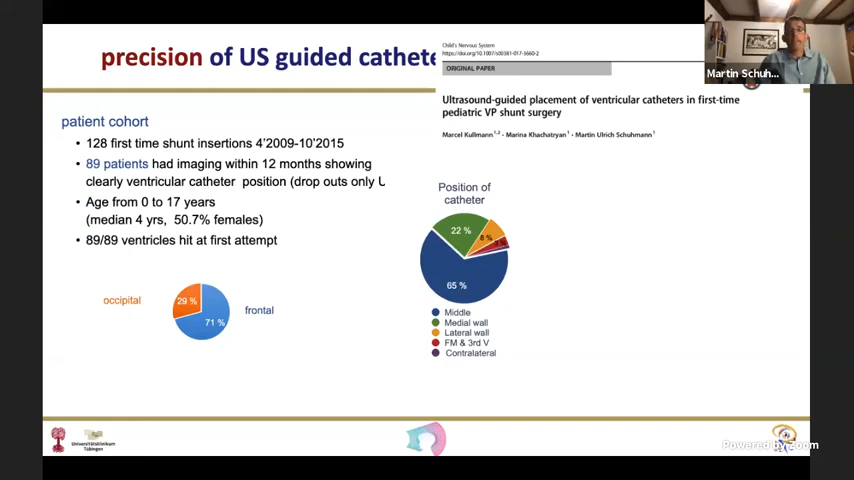 precision of US guided cathete
Child's Nervous System
https://doi.org/10.1007/s00381-017-3660-2
ORIGINAL PAPER
Ultrasound-guided placement of ventricular catheters in first-time
pediatric VP shunt surgery
Marcel Kullmann1,2 • Marina Khachatryan1 • Martin Ulrich Schuhmann1
Martin Schuh...
patient cohort
• 128 first time shunt insertions 4'2009-10'2015
• 89 patients had imaging within 12 months showing
clearly ventricular catheter position (drop outs only U
• Age from 0 to 17 years
(median 4 yrs, 50.7% females)
• 89/89 ventricles hit at first attempt
occipital
29 %
71 %
frontal
Position of
catheter
22 %
8 %
3 %
65 %
Middle
Medial wall
Lateral wall
FM & 3rd V
Contralateral
Universitätsklinikum
Tübingen
Powered by Zoom